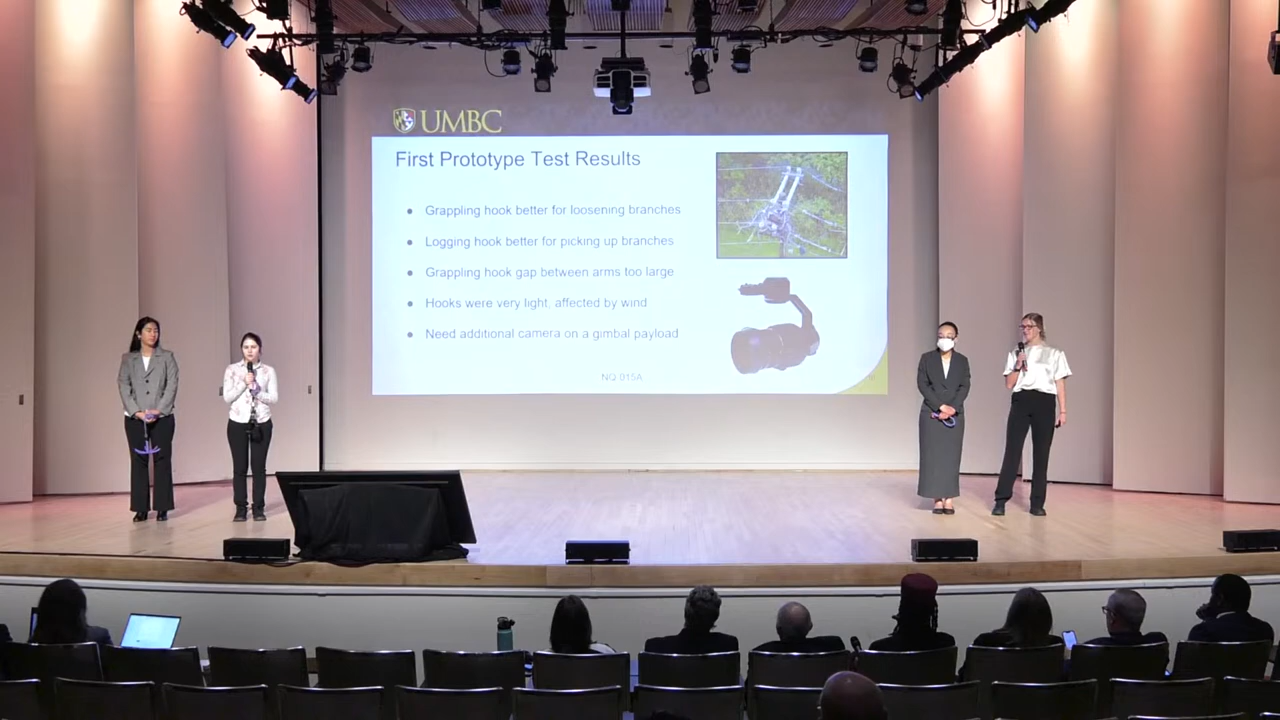 UMBC
First Prototype Test Results
● Grappling hook better for loosening branches
● Logging hook better for picking up branches
● Grappling hook gap between arms too large
● Hooks were very light, affected by wind
● Need additional camera on a gimbal payload
NQ 015A